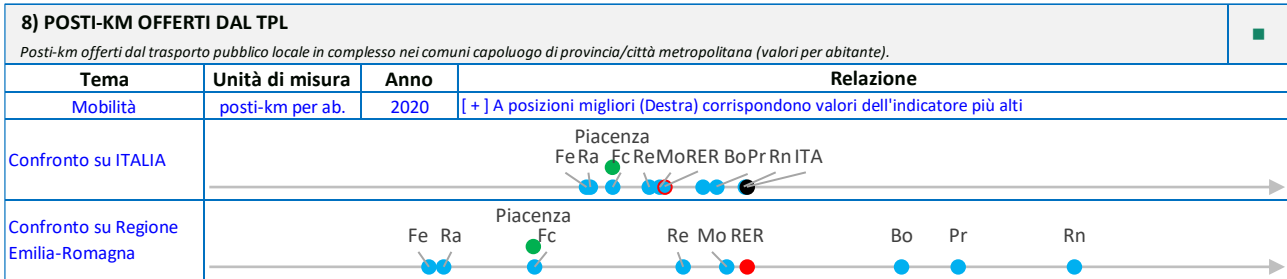 8) POSTI-KM OFFERTI DAL TPL
Posti-km offerti dal trasporto pubblico locale in complesso nei comuni capoluogo di provincia/città metropolitana (valori per abitante).
Tema Unità di misura Anno Relazione
Mobilità posti-km per ab. 2020 [ + ] A posizioni migliori (Destra) corrispondono valori dell'indicatore più alti
Piacenza
Confronto su ITALIA Fe Ra Fc Re Mo RER Bo Pr Rn ITA
Piacenza
Confronto su Regione
Emilia-Romagna
Fe Ra Fc Re Mo RER Bo Pr Rn